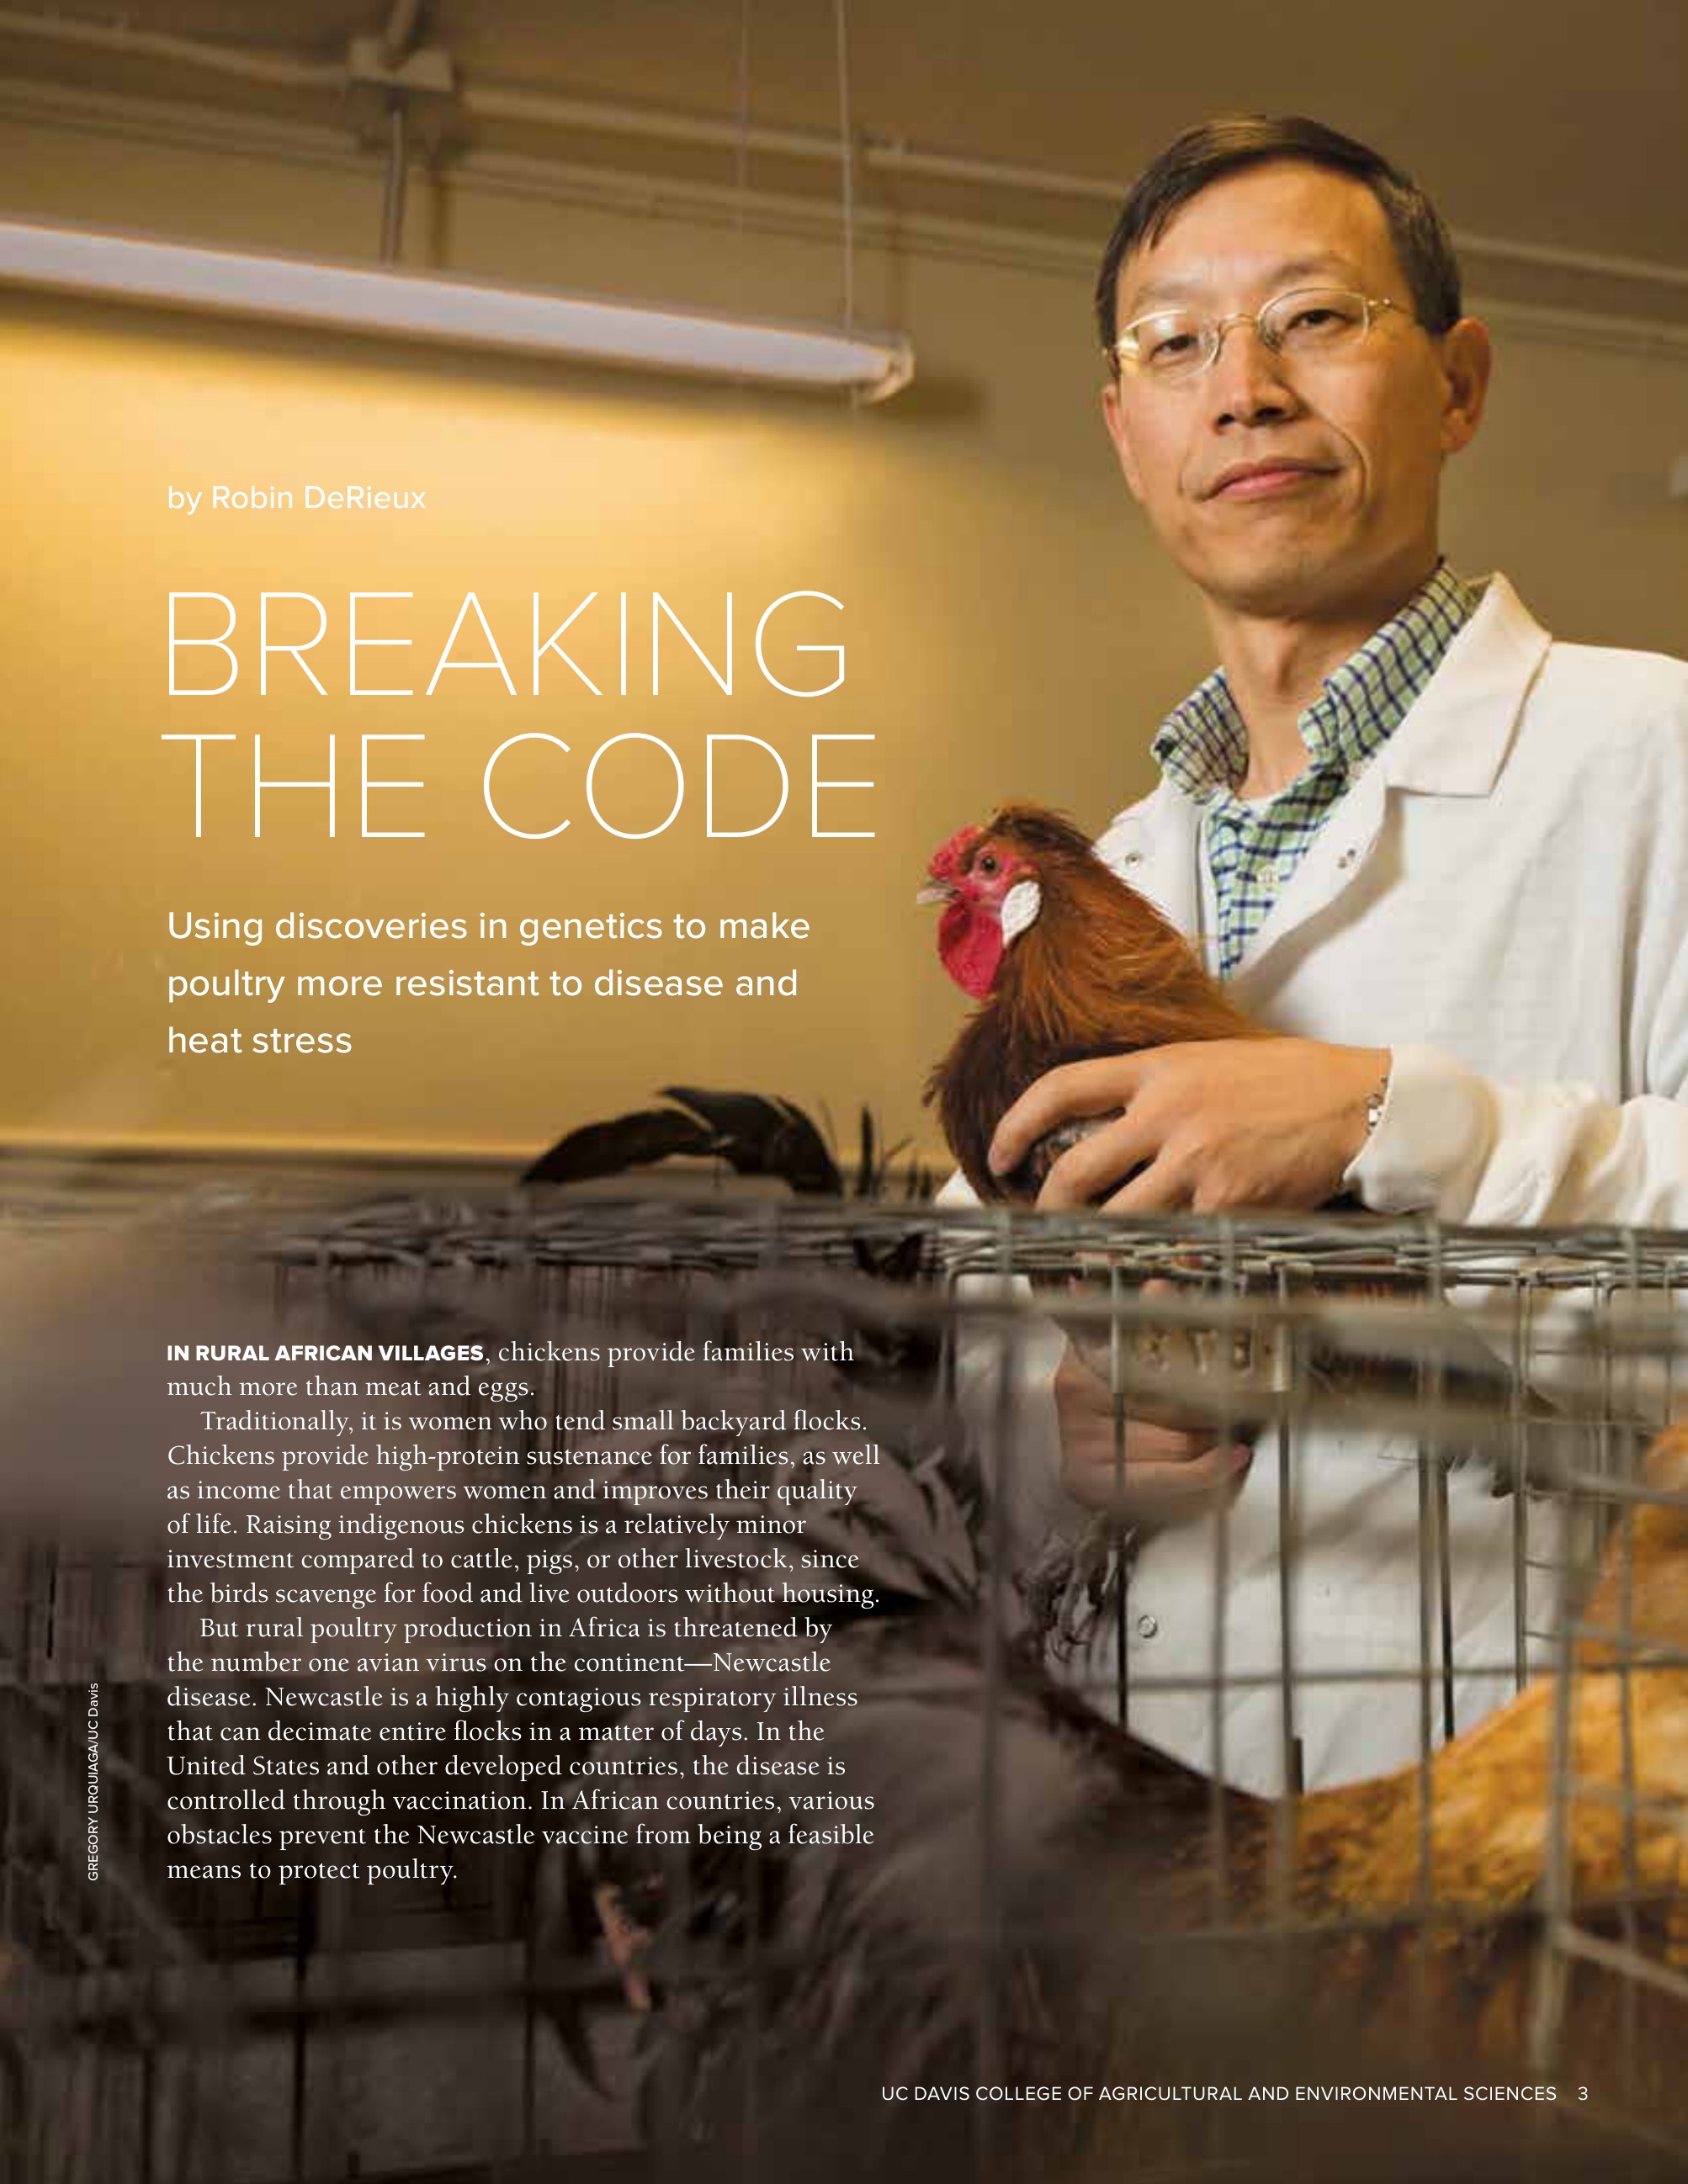 by Robin DeRieux
BREAKING
THE CODE
Using discoveries in genetics to make
poultry more resistant to disease and
heat stress
IN RURAL AFRICAN VILLAGES, chickens provide families with
much more than meat and eggs.
Traditionally, it is women who tend small backyard flocks.
Chickens provide high-protein sustenance for families, as well
as income that empowers women and improves their quality
of life. Raising indigenous chickens is a relatively minor
investment compared to cattle, pigs, or other livestock, since
the birds scavenge for food and live outdoors without housing.
But rural poultry production in Africa is threatened by
the number one avian virus on the continent—Newcastle
disease. Newcastle is a highly contagious respiratory illness
that can decimate entire flocks in a matter of days. In the
United States and other developed countries, the disease is
controlled through vaccination. In African countries, various
obstacles prevent the Newcastle vaccine from being a feasible
means to protect poultry.
GREGORY URQUIAGA/UC Davis
UC DAVIS COLLEGE OF AGRICULTURAL AND ENVIRONMENTAL SCIENCES 3